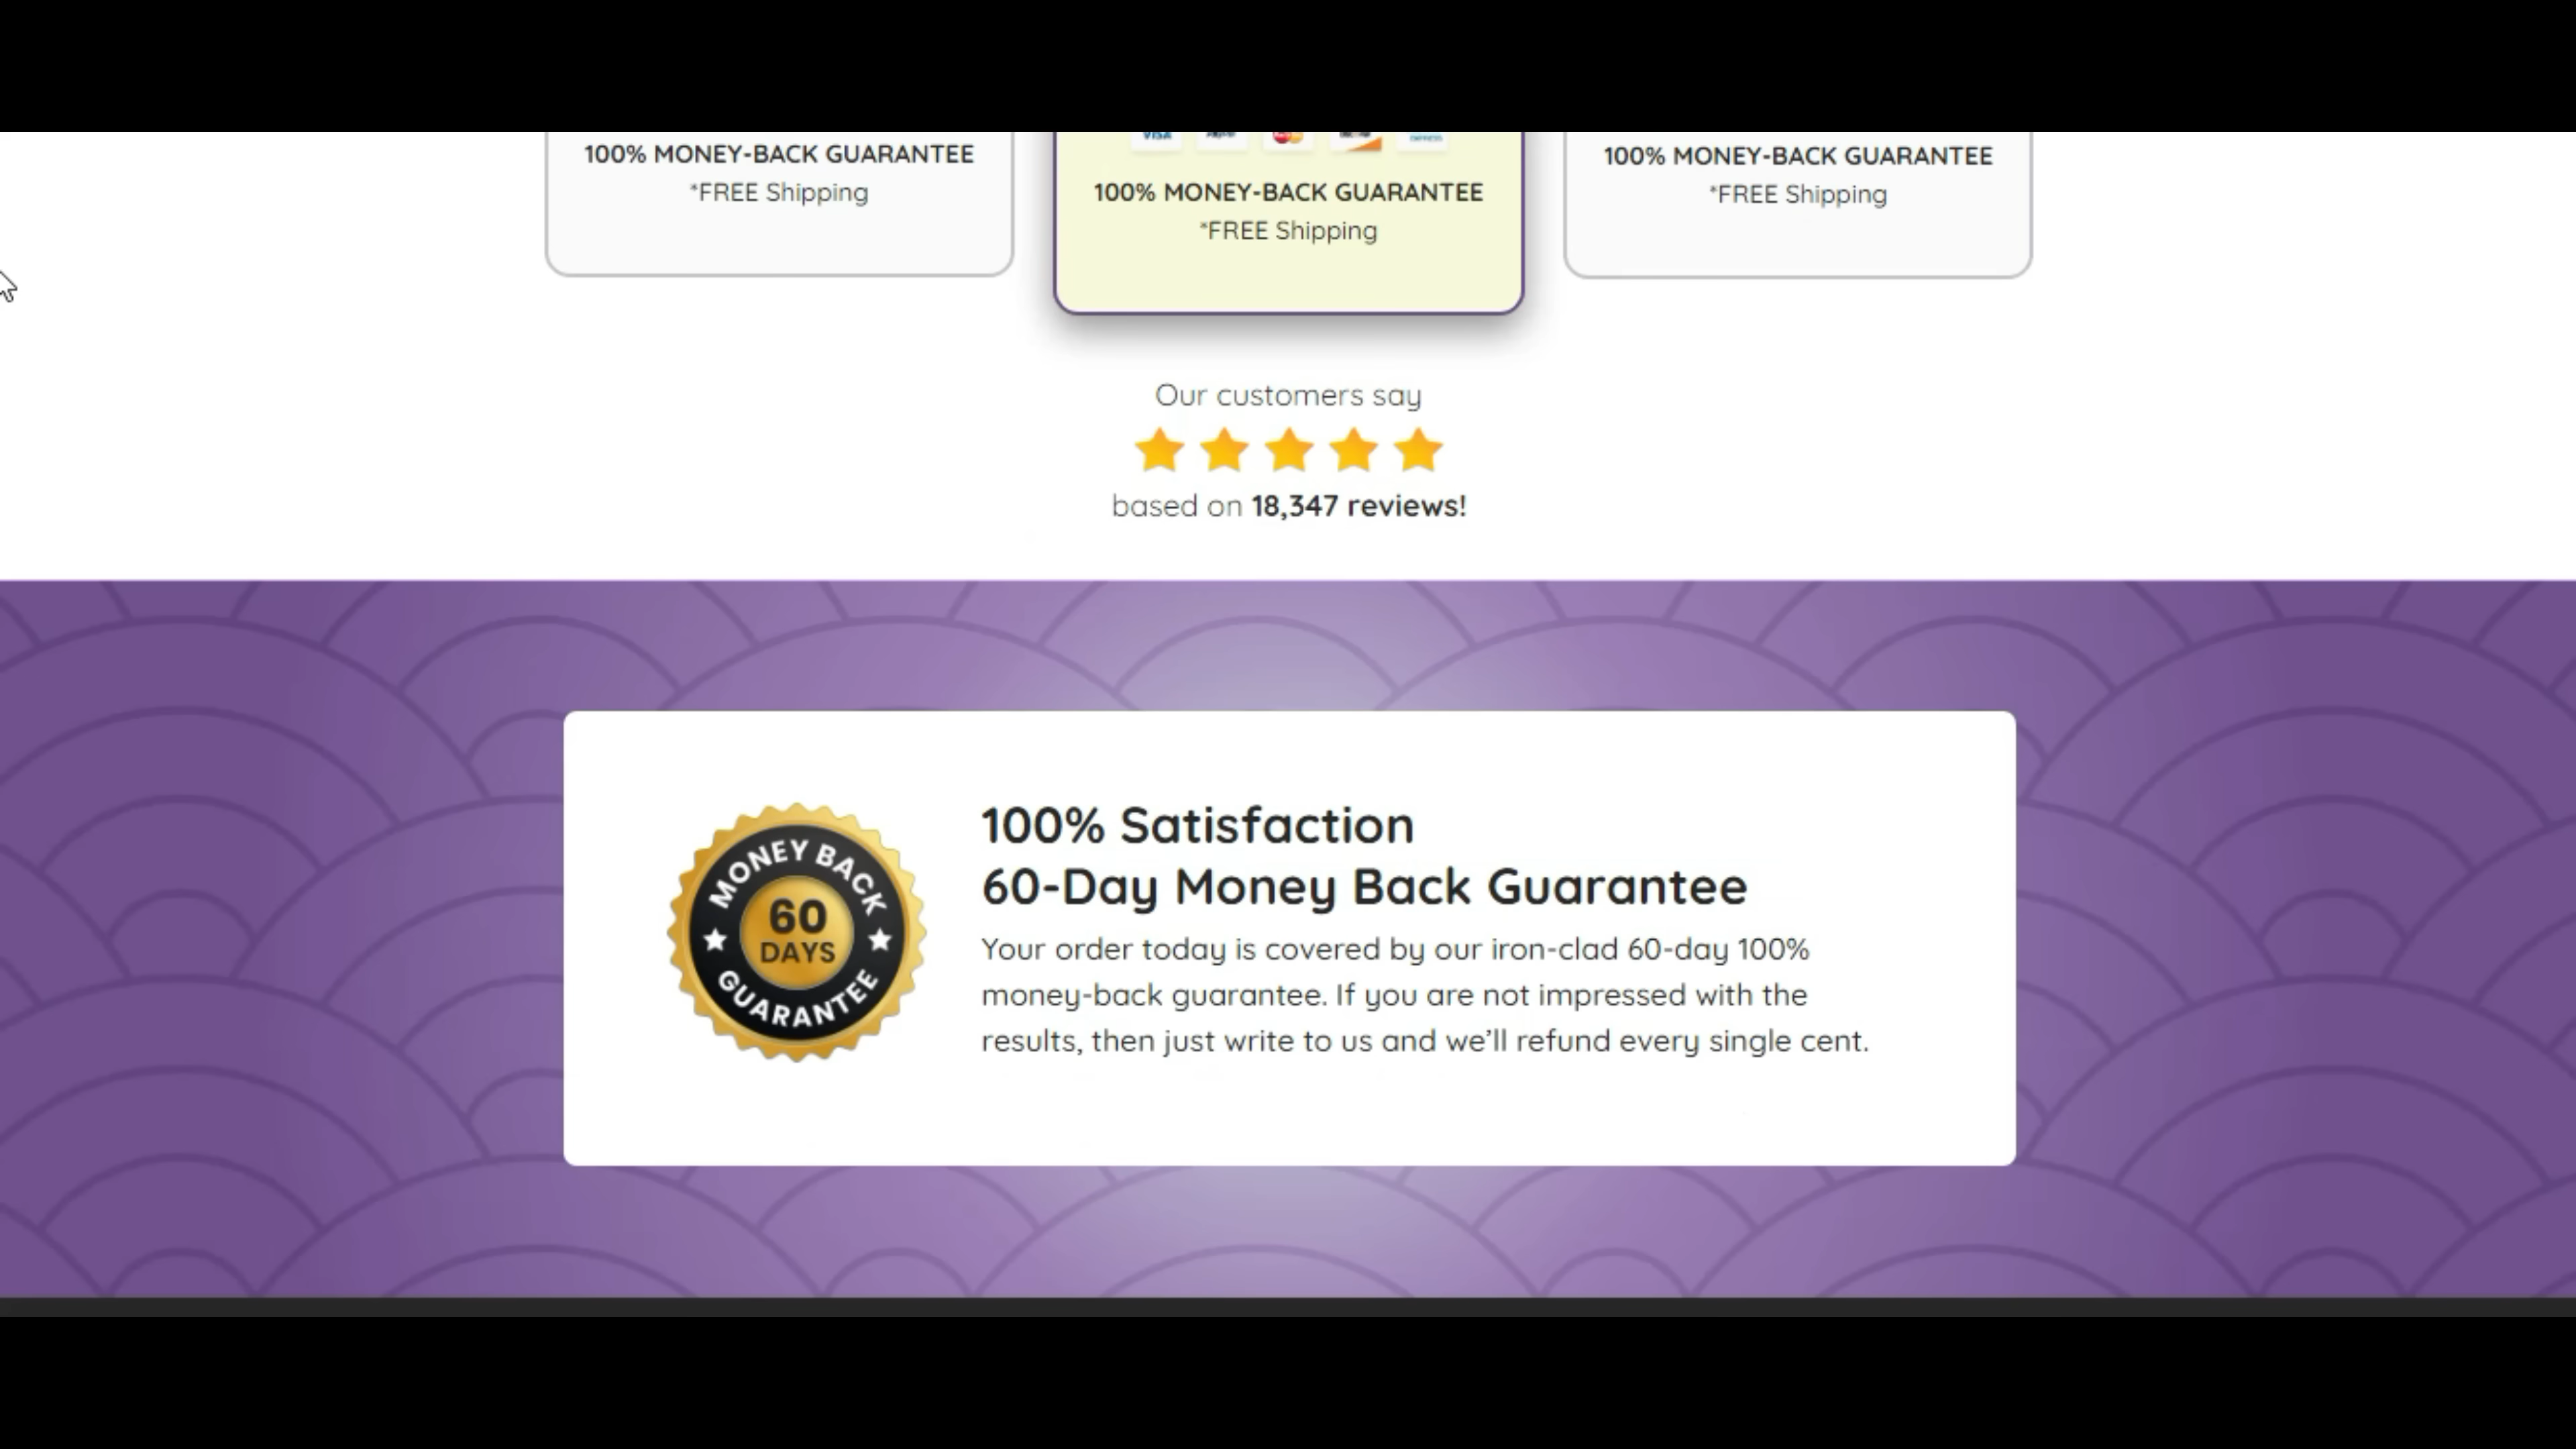 VISA
100% MONEY-BACK GUARANTEE
*FREE Shipping
100% MONEY-BACK GUARANTEE
*FREE Shipping
100% MONEY-BACK GUARANTEE
*FREE Shipping
Our customers say
based on 18,347 reviews!
MONEY BACK
60
DAYS
GUARANTEE
100% Satisfaction
60-Day Money Back Guarantee
Your order today is covered by our iron-clad 60-day 100%
money-back guarantee. If you are not impressed with the
results, then just write to us and we'll refund every single cent.